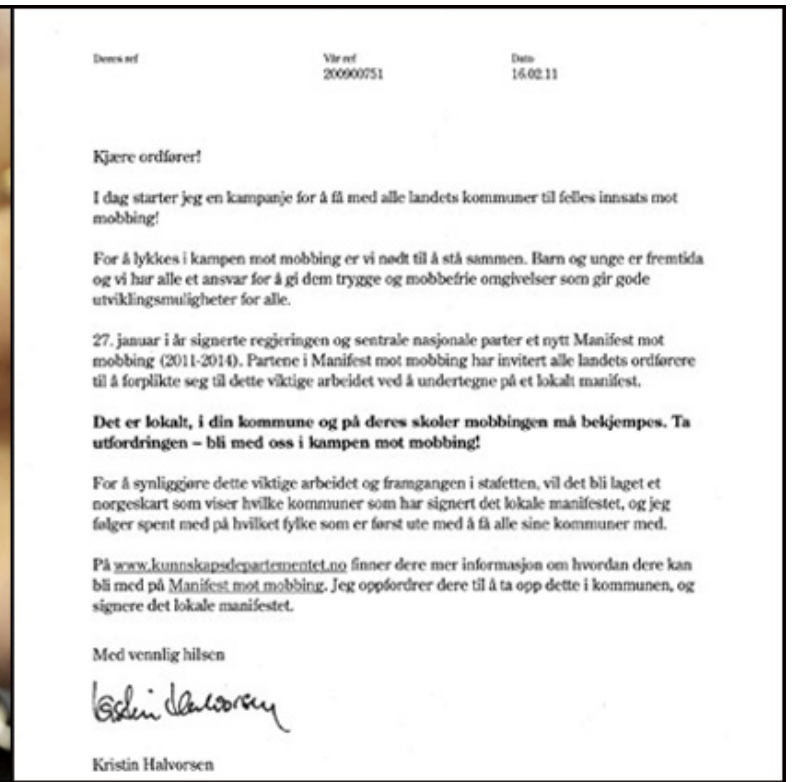 Deres ref Vår ref Dato
200900751 16.02.11
Kjære ordfører!
I dag starter jeg en kampanje for å få med alle landets kommuner til felles innsats mot
mobbing!
For å lykkes i kampen mot mobbing er vi nødt til å stå sammen. Barn og unge er fremtida
og vi har alle et ansvar for å gi dem trygge og mobbefrie omgivelser som gir gode
utviklingsmuligheter for alle.
27. januar i år signerte regjeringen og sentrale nasjonale parter et nytt Manifest mot
mobbing (2011-2014). Partene i Manifest mot mobbing har invitert alle landets ordførere
til å forplikte seg til dette viktige arbeidet ved å undertegne på et lokalt manifest.
Det er lokalt, i din kommune og på deres skoler mobbingen må bekjempes. Ta
utfordringen – bli med oss i kampen mot mobbing!
For å synliggjøre dette viktige arbeidet og framgangen i stafetten, vil det bli laget et
norgeskart som viser hvilke kommuner som har signert det lokale manifestet, og jeg
følger spent med på hvilket fylke som er først ute med å få alle sine kommuner med.
På www.kunnskapsdepartementet.no finner dere mer informasjon om hvordan dere kan
bli med på Manifest mot mobbing. Jeg oppfordrer dere til å ta opp dette i kommunen, og
signere det lokale manifestet.
Med vennlig hilsen
Kristin Halvorsen
Kristin Halvorsen